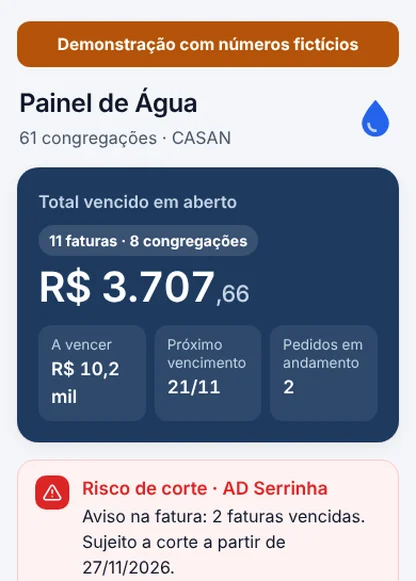 Demonstração com números fictícios
Painel de Água
61 congregações · CASAN
Total vencido em aberto
11 faturas · 8 congregações
R$ 3.707,66
A vencer
R$ 10,2
mil
Próximo
vencimento
21/11
Pedidos em
andamento
2
Risco de corte · AD Serrinha
Aviso na fatura: 2 faturas vencidas.
Sujeito a corte a partir de
27/11/2026.